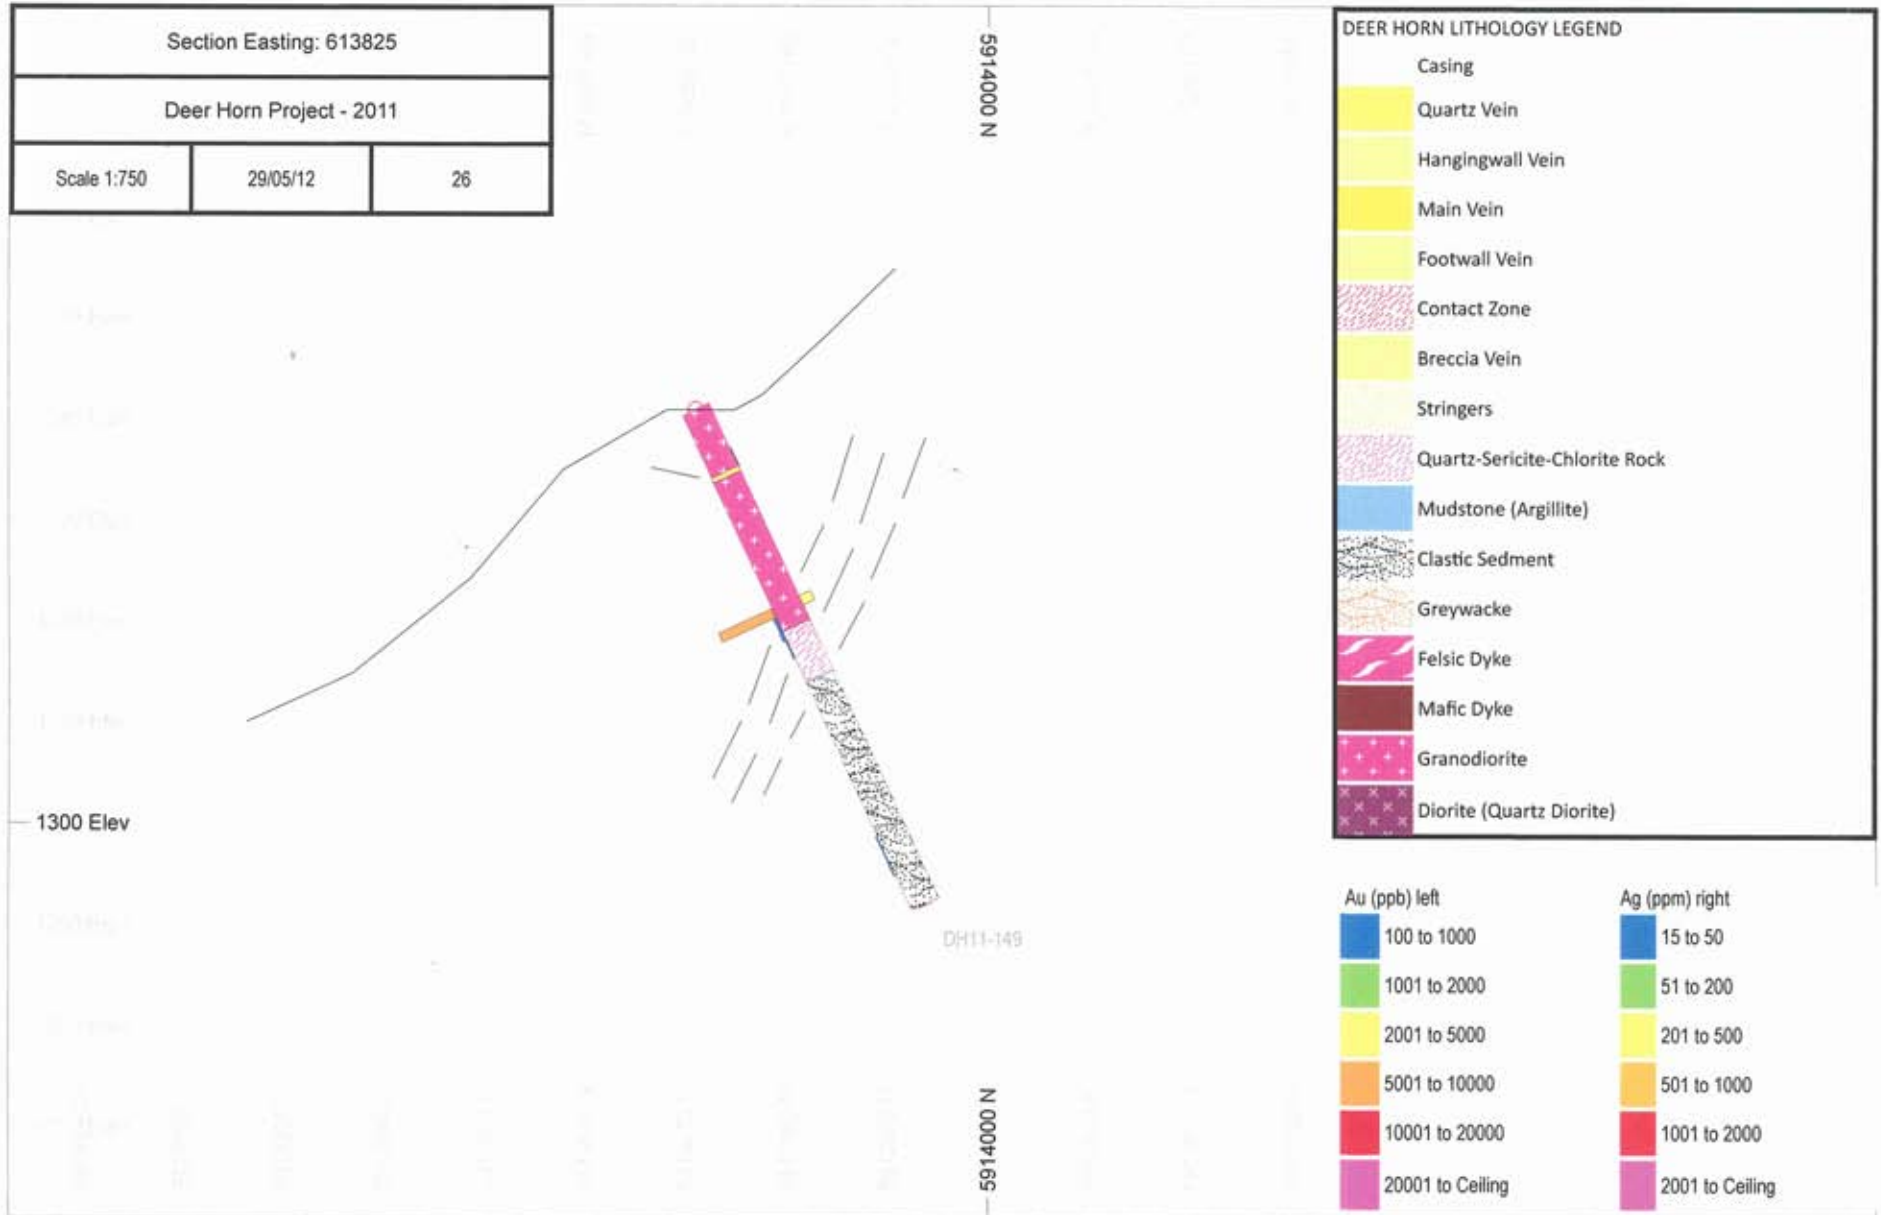 Section Easting: 613825
Deer Horn Project - 2011
Scale 1:750
29/05/12
26
5914000 N
DEER HORN LITHOLOGY LEGEND
Casing
Quartz Vein
Hangingwall Vein
Main Vein
Footwall Vein
Contact Zone
Breccia Vein
Stringers
Quartz-Sericite-Chlorite Rock
Mudstone (Argillite)
Clastic Sediment
Greywacke
Felsic Dyke
Mafic Dyke
Granodiorite
Diorite (Quartz Diorite)
1300 Elev
DH11-149
5914000 N
Au (ppb) left
100 to 1000
1001 to 2000
2001 to 5000
5001 to 10000
10001 to 20000
20001 to Ceiling
Ag (ppm) right
15 to 50
51 to 200
201 to 500
501 to 1000
1001 to 2000
2001 to Ceiling